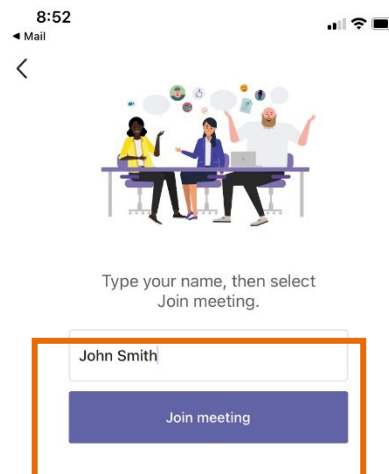 8:52
◀ Mail
Type your name, then select
Join meeting.
John Smith
Join meeting